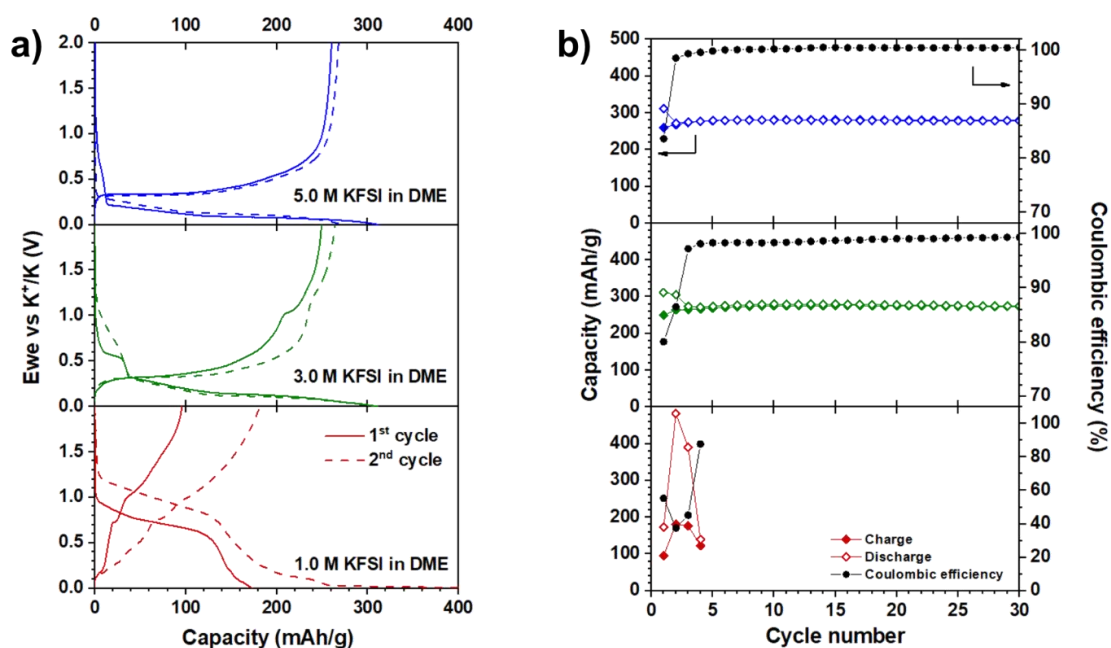 a)
0 100 200 300 400
2.0
1.5
1.0
0.5
0.0
5.0 M KFSI in DME
1.5
1.0
0.5
0.0
3.0 M KFSI in DME
1.5
1.0
0.5
0.0
1st cycle
2nd cycle
1.0 M KFSI in DME
0 100 200 300 400
Ewe vs K+/K (V)
Capacity (mAh/g)
b)
500
400
300
200
100
0
100
90
80
70
400
300
200
100
0
100
90
80
70
400
300
200
100
0
100
80
60
40
20
0
Charge
Discharge
Coulombic efficiency
0 5 10 15 20 25 30
Capacity (mAh/g)
Cycle number
Coulombic efficiency (%)